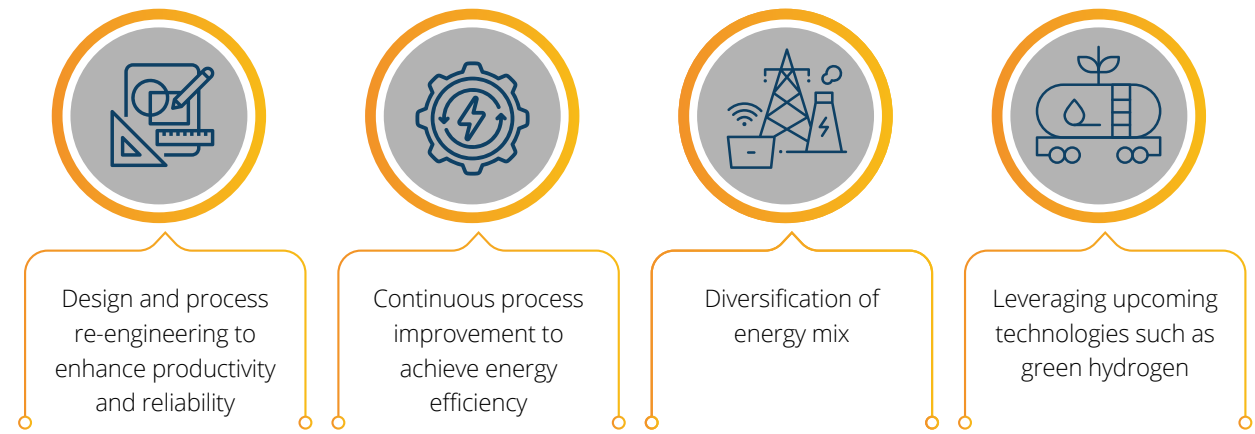 Design and process
re-engineering to
enhance productivity
and reliability
Continuous process
improvement to
achieve energy
efficiency
Diversification of
energy mix
Leveraging upcoming
technologies such as
green hydrogen